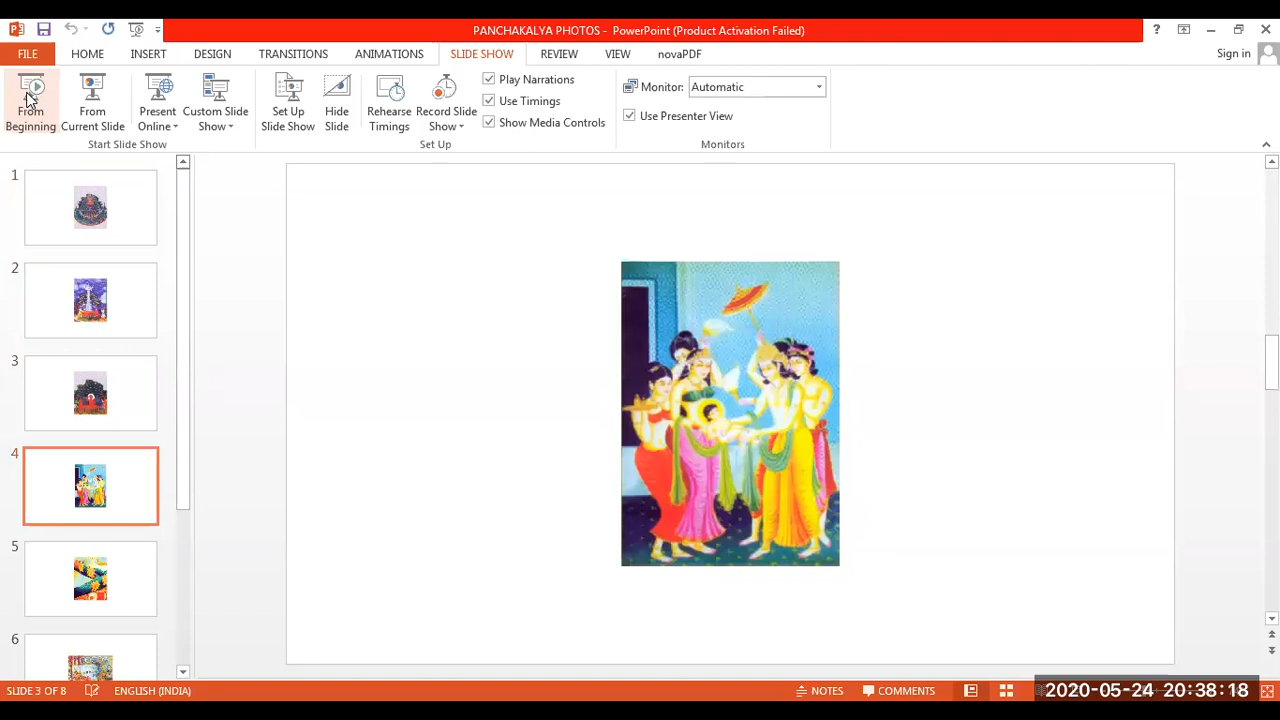 PANCHAKALYA PHOTOS - PowerPoint (Product Activation Failed)
FILE HOME INSERT DESIGN TRANSITIONS ANIMATIONS SLIDE SHOW REVIEW VIEW novaPDF Sign in
From Beginning
From Current Slide
Present Online
Custom Slide Show
Set Up Slide Show
Hide Slide
Rehearse Timings
Record Slide Show
Play Narrations
Use Timings
Show Media Controls
Monitor: Automatic
Use Presenter View
Start Slide Show Set Up Monitors
1
2
3
4
5
6
SLIDE 3 OF 8 ENGLISH (INDIA) NOTES COMMENTS
2020-05-24 20:38:18